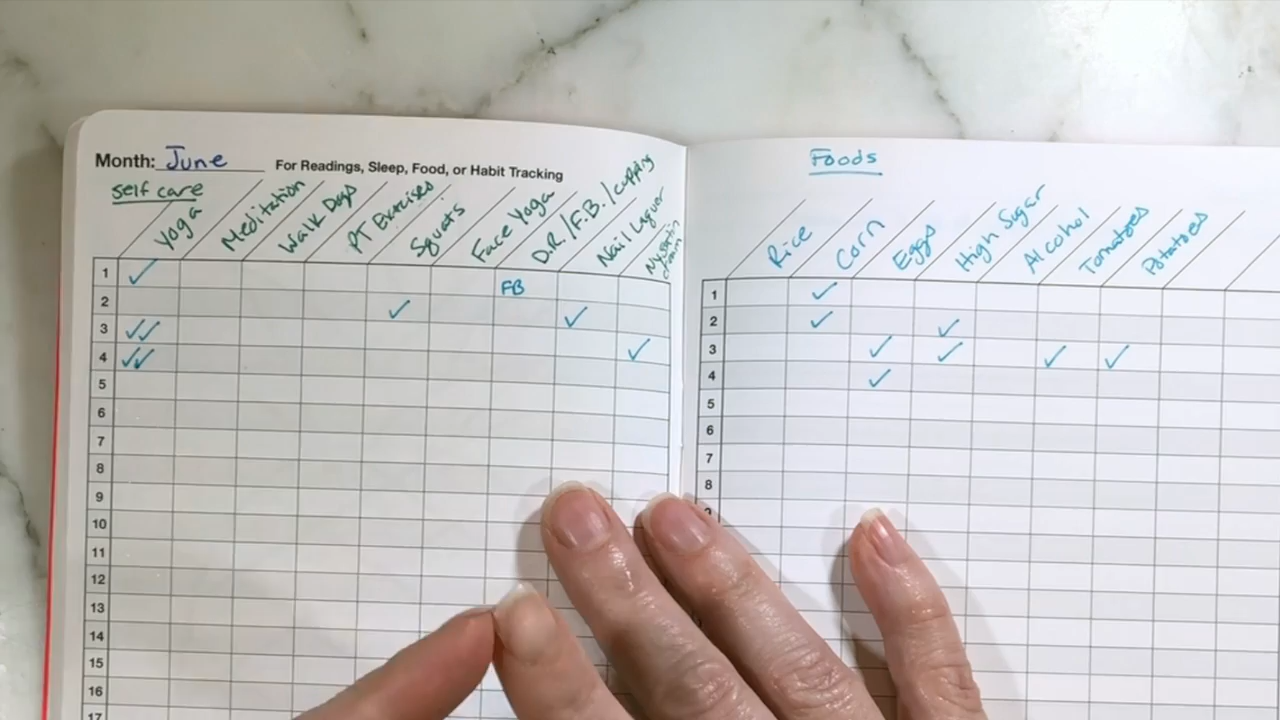 Month: June For Readings, Sleep, Food, or Habit Tracking
self care
Yoga
Meditation
Walk Dogs
PT Exercises
Squats
Face Yoga
D.R./F.B./cupping
Nail Laquer
Nystatin cream
1
2
3
4
5
6
7
8
9
10
11
12
13
14
15
16
17
FB
Foods
Rice
Corn
Eggs
High Sugar
Alcohol
Tomatoes
Potatoes
1
2
3
4
5
6
7
8